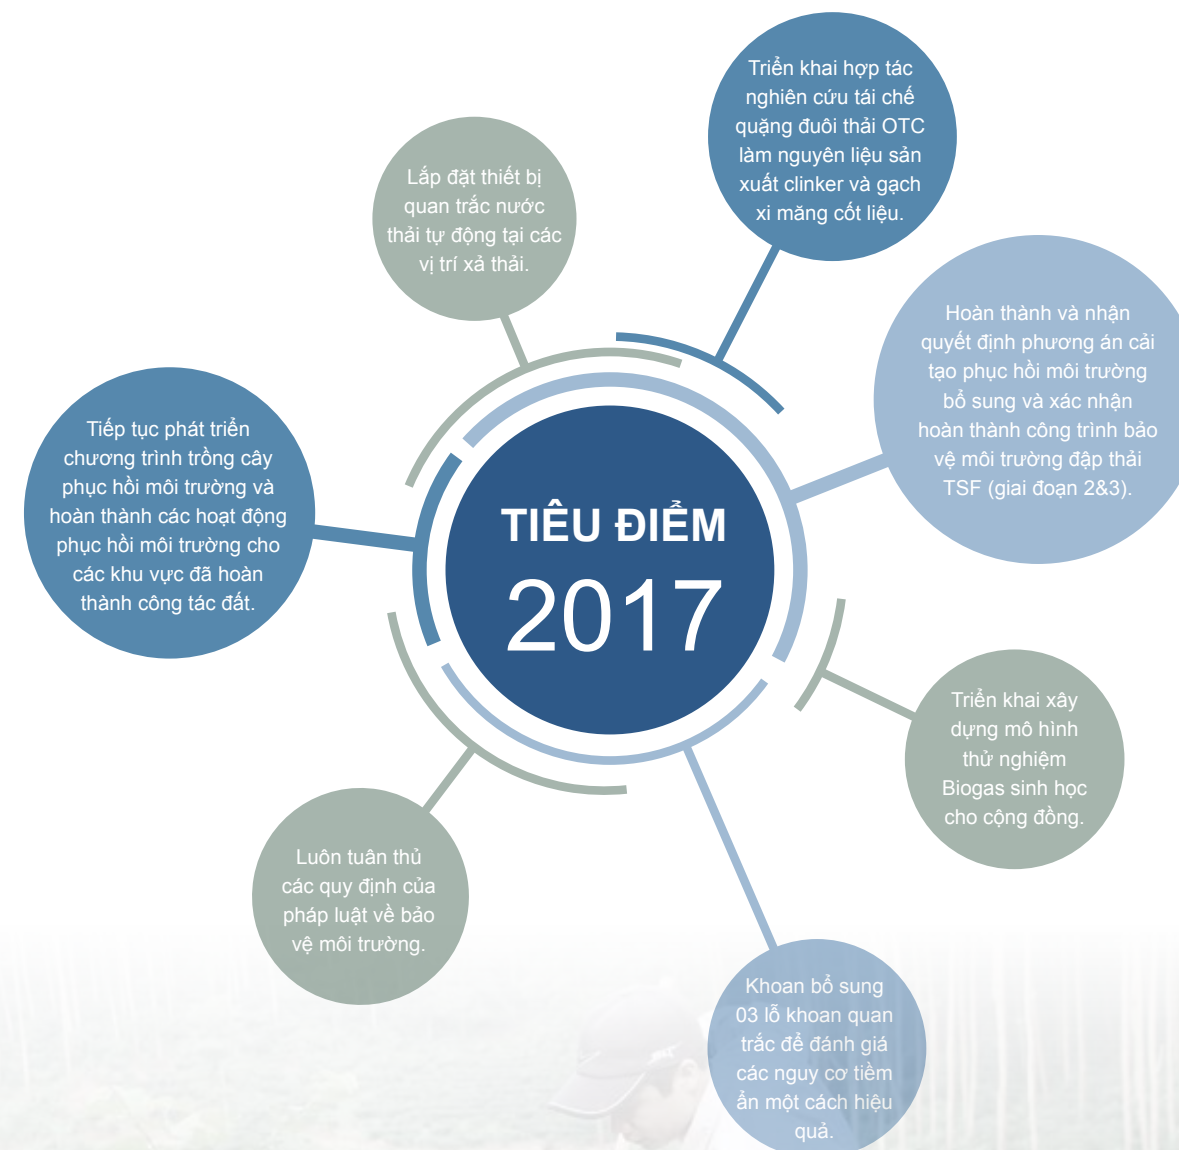 Triển khai hợp tác
nghiên cứu tái chế
quặng đuôi thải OTC
làm nguyên liệu sản
xuất clinker và gạch
xi măng cốt liệu.
Lắp đặt thiết bị
quan trắc nước
thải tự động tại các
vị trí xả thải.
Hoàn thành và nhận
quyết định phương án cải
tạo phục hồi môi trường
bổ sung và xác nhận
hoàn thành công trình bảo
vệ môi trường đập thải
TSF (giai đoạn 2&3).
Tiếp tục phát triển
chương trình trồng cây
phục hồi môi trường và
hoàn thành các hoạt động
phục hồi môi trường cho
các khu vực đã hoàn
thành công tác đất.
TIÊU ĐIỂM
2017
Triển khai xây
dựng mô hình
thử nghiệm
Biogas sinh học
cho cộng đồng.
Luôn tuân thủ
các quy định của
pháp luật về bảo
vệ môi trường.
Khoan bổ sung
03 lỗ khoan quan
trắc để đánh giá
các nguy cơ tiềm
ẩn một cách hiệu
quả.